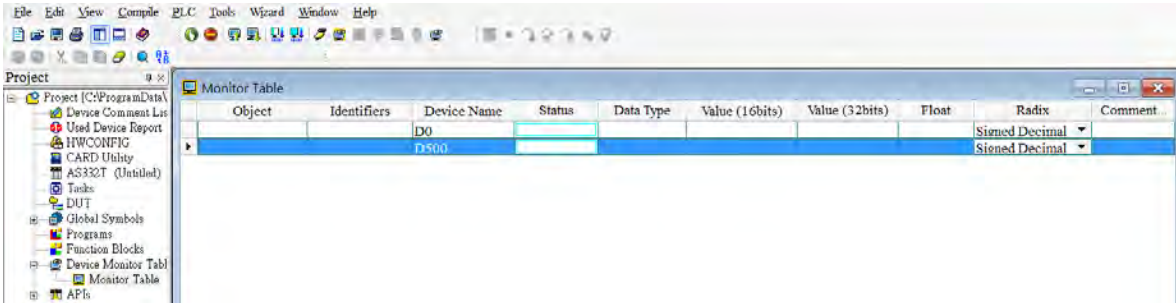 File Edit View Compile PLC Tools Wizard Window Help
Project
Project [C:\ProgramData\
Device Comment Lis
Used Device Report
HWCONFIG
CARD Utility
AS332T (Untitled)
Tasks
DUT
Global Symbols
Programs
Function Blocks
Device Monitor Tabl
Monitor Table
APIs
Monitor Table
Object Identifiers Device Name Status Data Type Value (16bits) Value (32bits) Float Radix Comment
D0 Signed Decimal
D500 Signed Decimal